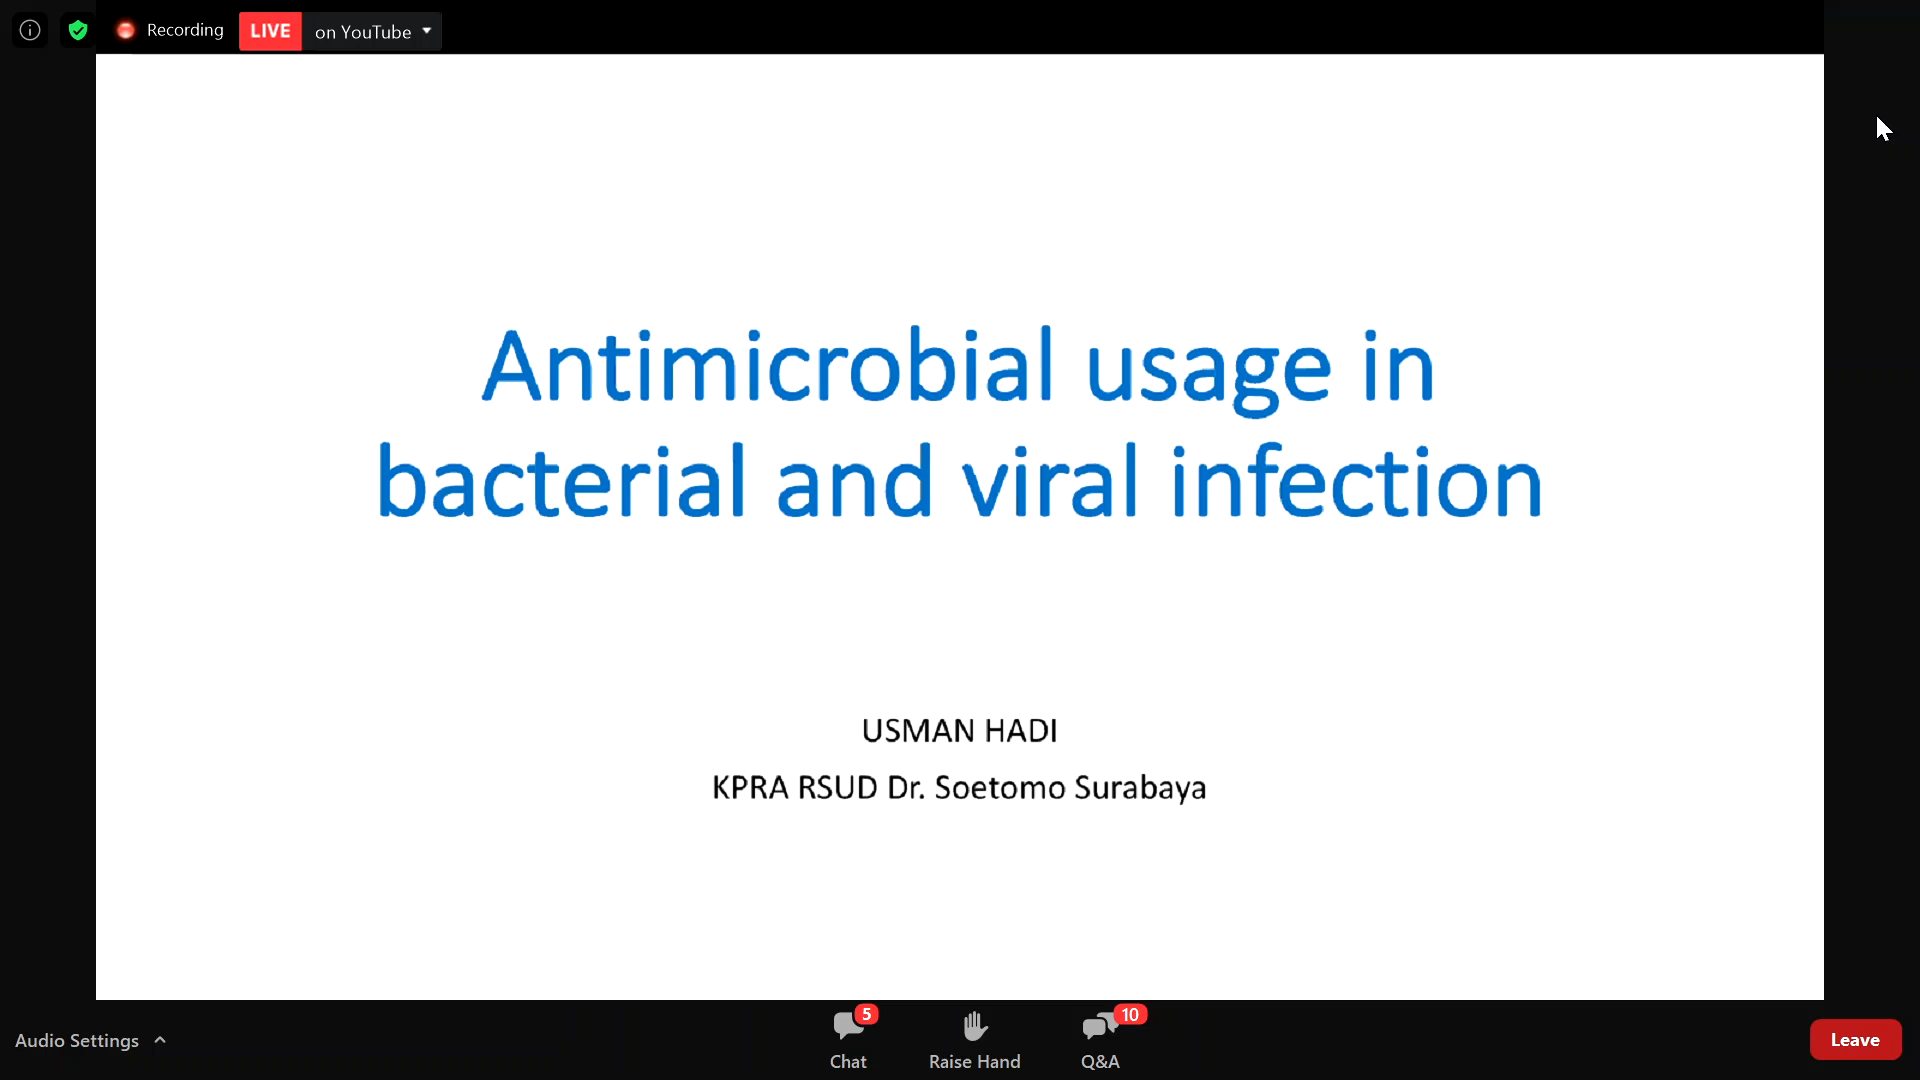 Recording LIVE on YouTube
Antimicrobial usage in
bacterial and viral infection
USMAN HADI
KPRA RSUD Dr. Soetomo Surabaya
Audio Settings
5
Chat
Raise Hand
10
Q&A
Leave